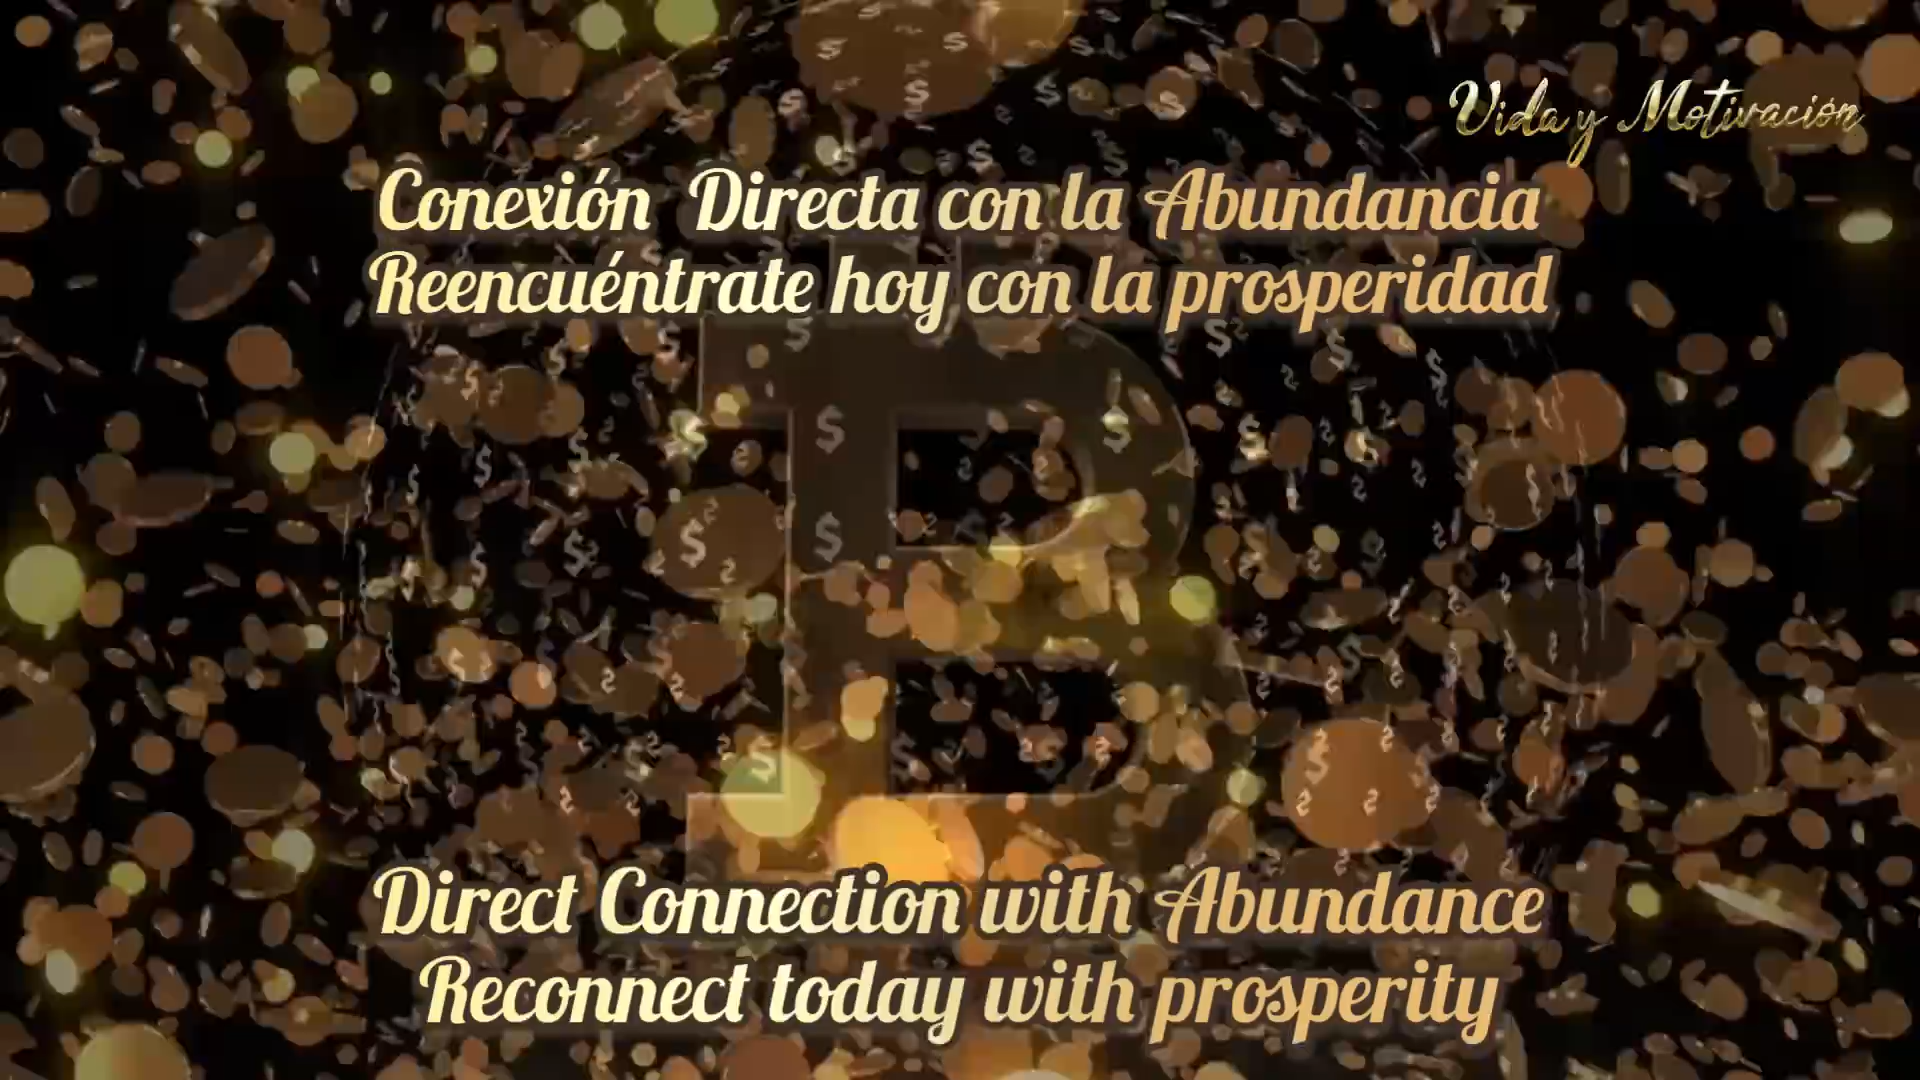 Vida y Motivación
Conexión Directa con la Abundancia
Reencuéntrate hoy con la prosperidad
Direct Connection with Abundance
Reconnect today with prosperity